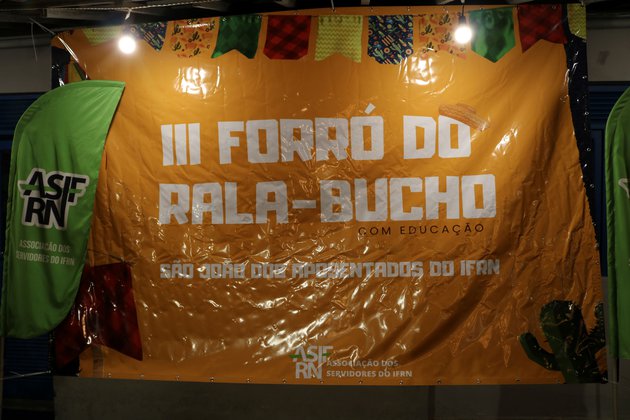 III FORRÓ DO
RALA-BUCHO
COM EDUCAÇÃO
SÃO JOÃO DOS APOSENTADOS DO IFRN
ASIF
RN
ASSOCIAÇÃO DOS
SERVIDORES DO IFRN
ASIF
RN
ASSOCIAÇÃO DOS
SERVIDORES DO IFRN